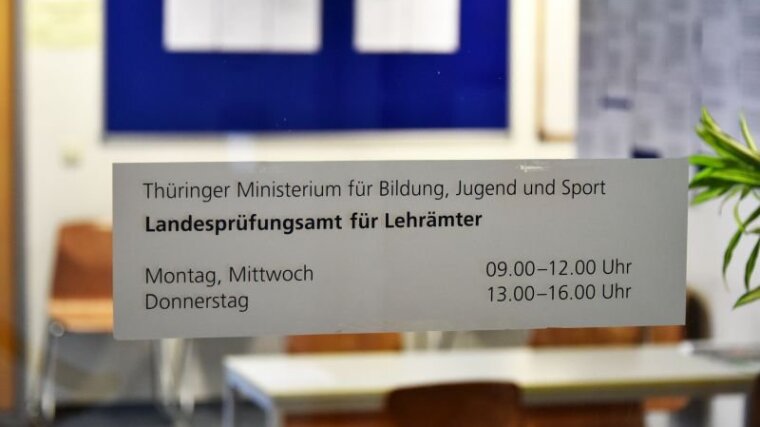 Thüringer Ministerium für Bildung, Jugend und Sport
Landesprüfungsamt für Lehrämter
Montag, Mittwoch 09.00–12.00 Uhr
Donnerstag 13.00–16.00 Uhr